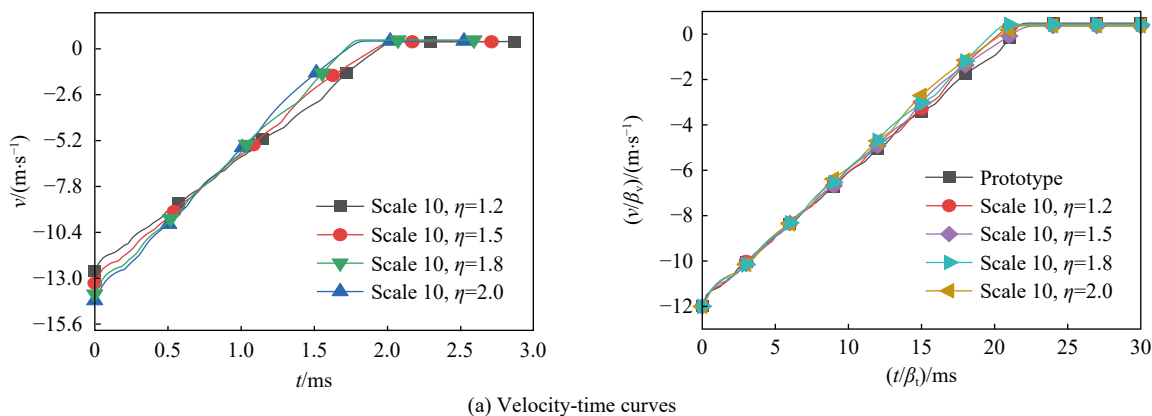 0
−2.6
−5.2
−7.8
−10.4
−13.0
−15.6
v/(m·s⁻¹)
Scale 10, η=1.2
Scale 10, η=1.5
Scale 10, η=1.8
Scale 10, η=2.0
0 0.5 1.0 1.5 2.0 2.5 3.0
t/ms
0
−2
−4
−6
−8
−10
−12
(v/βᵥ)/(m·s⁻¹)
Prototype
Scale 10, η=1.2
Scale 10, η=1.5
Scale 10, η=1.8
Scale 10, η=2.0
0 5 10 15 20 25 30
(t/βₜ)/ms
(a) Velocity-time curves